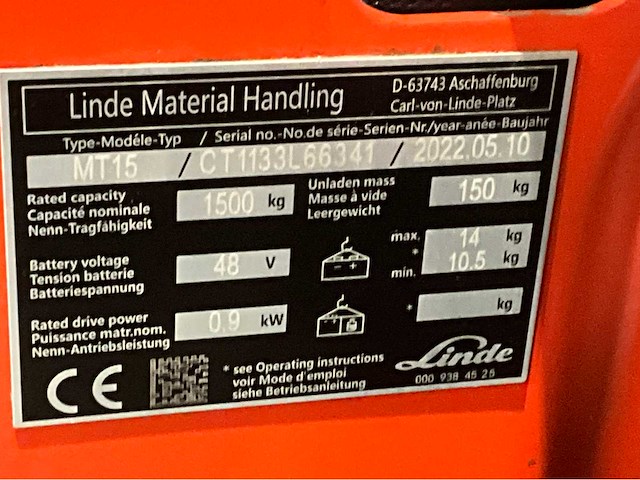 Linde Material Handling
D-63743 Aschaffenburg
Carl-von-Linde-Platz
Type-Modéle-Typ / Serial no.-No.de série-Serien-Nr./year-anée-Baujahr
MT15 / CT1133L66341 / 2022.05.10
Rated capacity
Capacité nominale
Nenn-Tragfähigkeit
1500 kg
Unladen mass
Masse à vide
Leergewicht
150 kg
Battery voltage
Tension batterie
Batteriespannung
48 V
max. 14 kg
*
min. 10.5 kg
Rated drive power
Puissance matr.nom.
Nenn-Antriebsleistung
0.9 kW
* kg
CE
* see Operating instructions
voir Mode d'emploi
siehe Betriebsanleitung
Linde
000 938 45 25